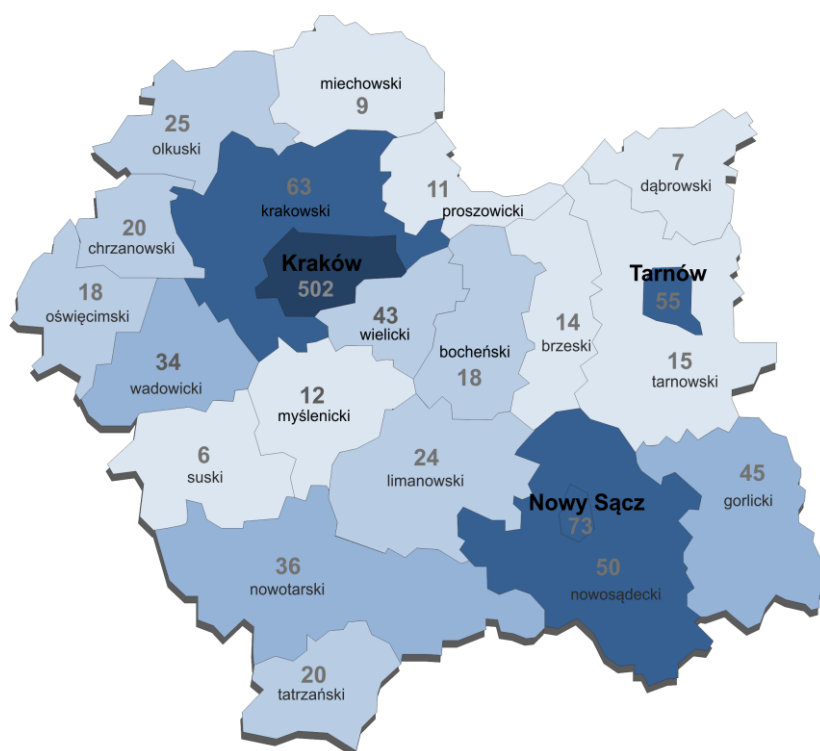 miechowski
9
25
olkuski
7
dąbrowski
63
krakowski
11
proszowicki
20
chrzanowski
Kraków
502
Tarnów
55
18
oświęcimski
43
wielicki
14
brzeski
bocheński
18
34
wadowicki
15
tarnowski
12
myślenicki
6
suski
24
limanowski
45
gorlicki
Nowy Sącz
73
36
nowotarski
50
nowosądecki
20
tatrzański